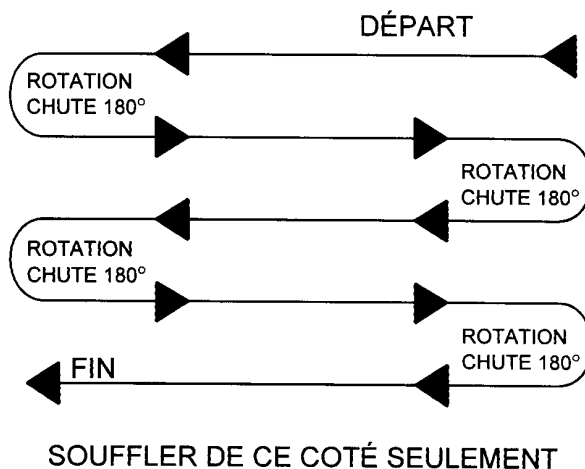 DÉPART
ROTATION
CHUTE 180°
ROTATION
CHUTE 180°
ROTATION
CHUTE 180°
ROTATION
CHUTE 180°
FIN
SOUFFLER DE CE COTÉ SEULEMENT